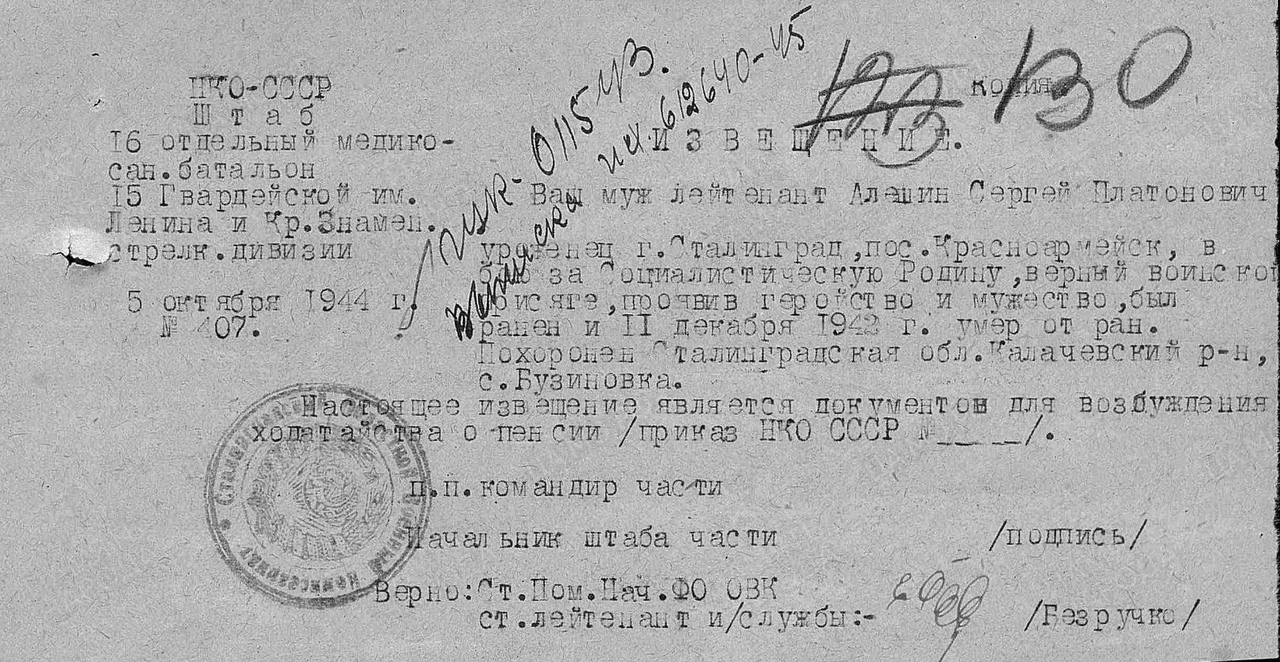 НКО-СССР
Штаб
16 отдельный медико-
сан.батальон
15 Гвардейской им.
Ленина и Кр.Знамен.
стрелк.дивизии
5 октября 1944 г.
№ 407.
Копия
130
ИЗВЕЩЕНИЕ.
исх 612640-45
Ваш муж лейтенант Алешин Сергей Платонович
уроженец г.Сталинград,пос.Красноармейск, в
бою за Социалистическую Родину,верный воинской
присяге,проявив геройство и мужество,был
ранен и 11 декабря 1942 г. умер от ран.
Похоронен Сталинградская обл.Калачевский р-н,
с.Бузиновка.
Настоящее извещение является документом для возбуждения
ходатайства о пенсии /приказ НКО СССР №____/.
п.п.командир части
Начальник штаба части /подпись/
Верно:Ст.Пом.Нач.ФО ОВК
ст.лейтенант и/службы:- /Безручко/